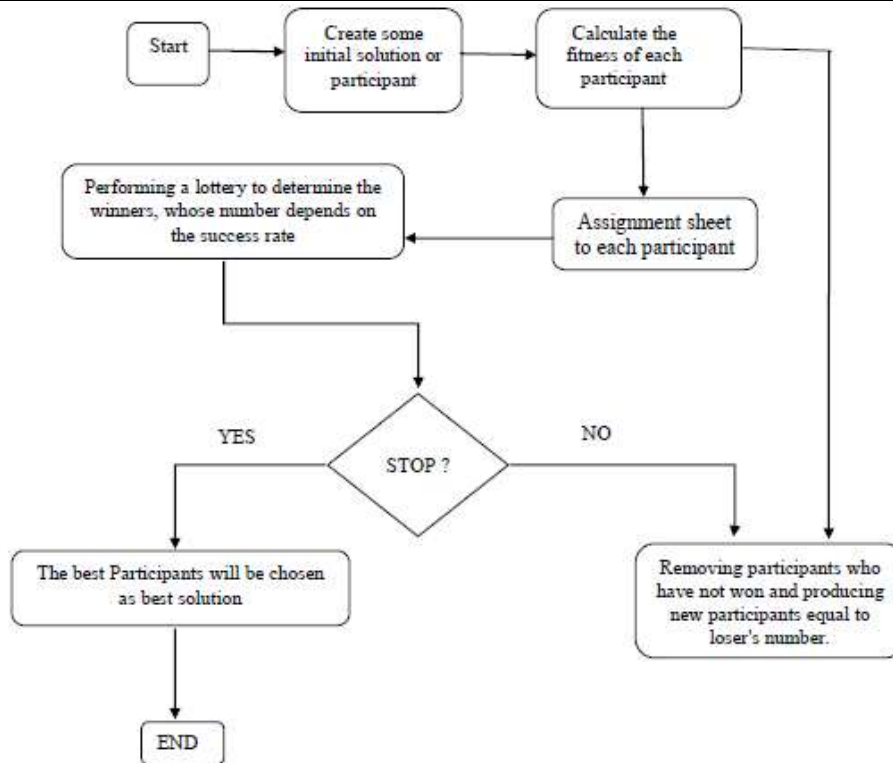 Start
Create some
initial solution or
participant
Calculate the
fitness of each
participant
Performing a lottery to determine the
winners, whose number depends on
the success rate
Assignment sheet
to each participant
YES
NO
STOP ?
The best Participants will be chosen
as best solution
Removing participants who
have not won and producing
new participants equal to
loser's number.
END